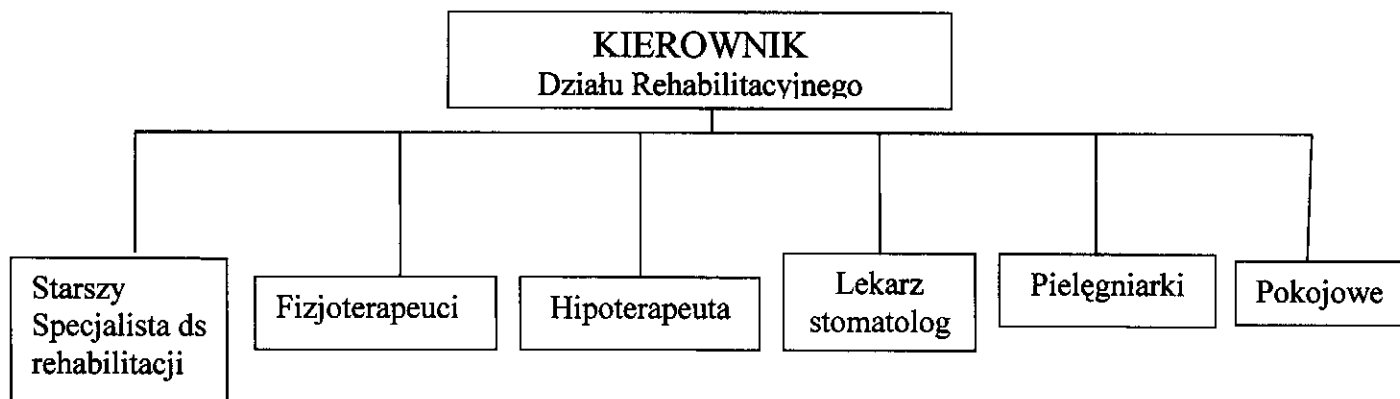 KIEROWNIK
Działu Rehabilitacyjnego
Starszy
Specjalista ds
rehabilitacji
Fizjoterapeuci
Hipoterapeuta
Lekarz
stomatolog
Pielęgniarki
Pokojowe